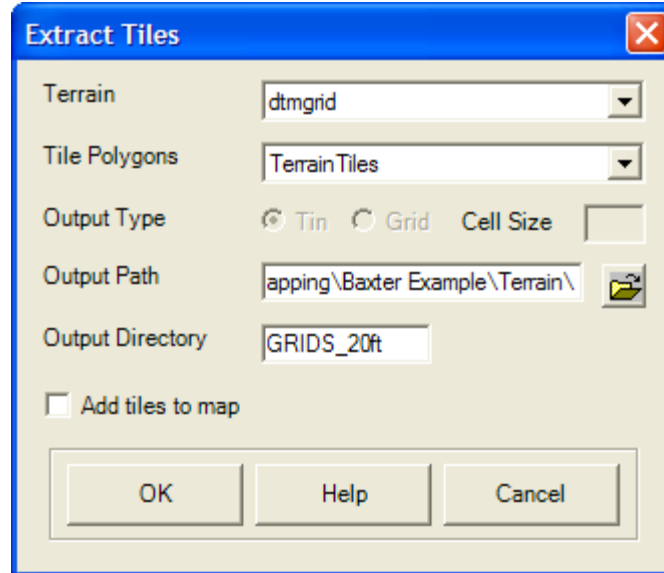 Extract Tiles
Terrain dtmgrid
Tile Polygons TerrainTiles
Output Type Tin Grid Cell Size
Output Path apping\Baxter Example\Terrain\
Output Directory GRIDS_20ft
Add tiles to map
OK Help Cancel